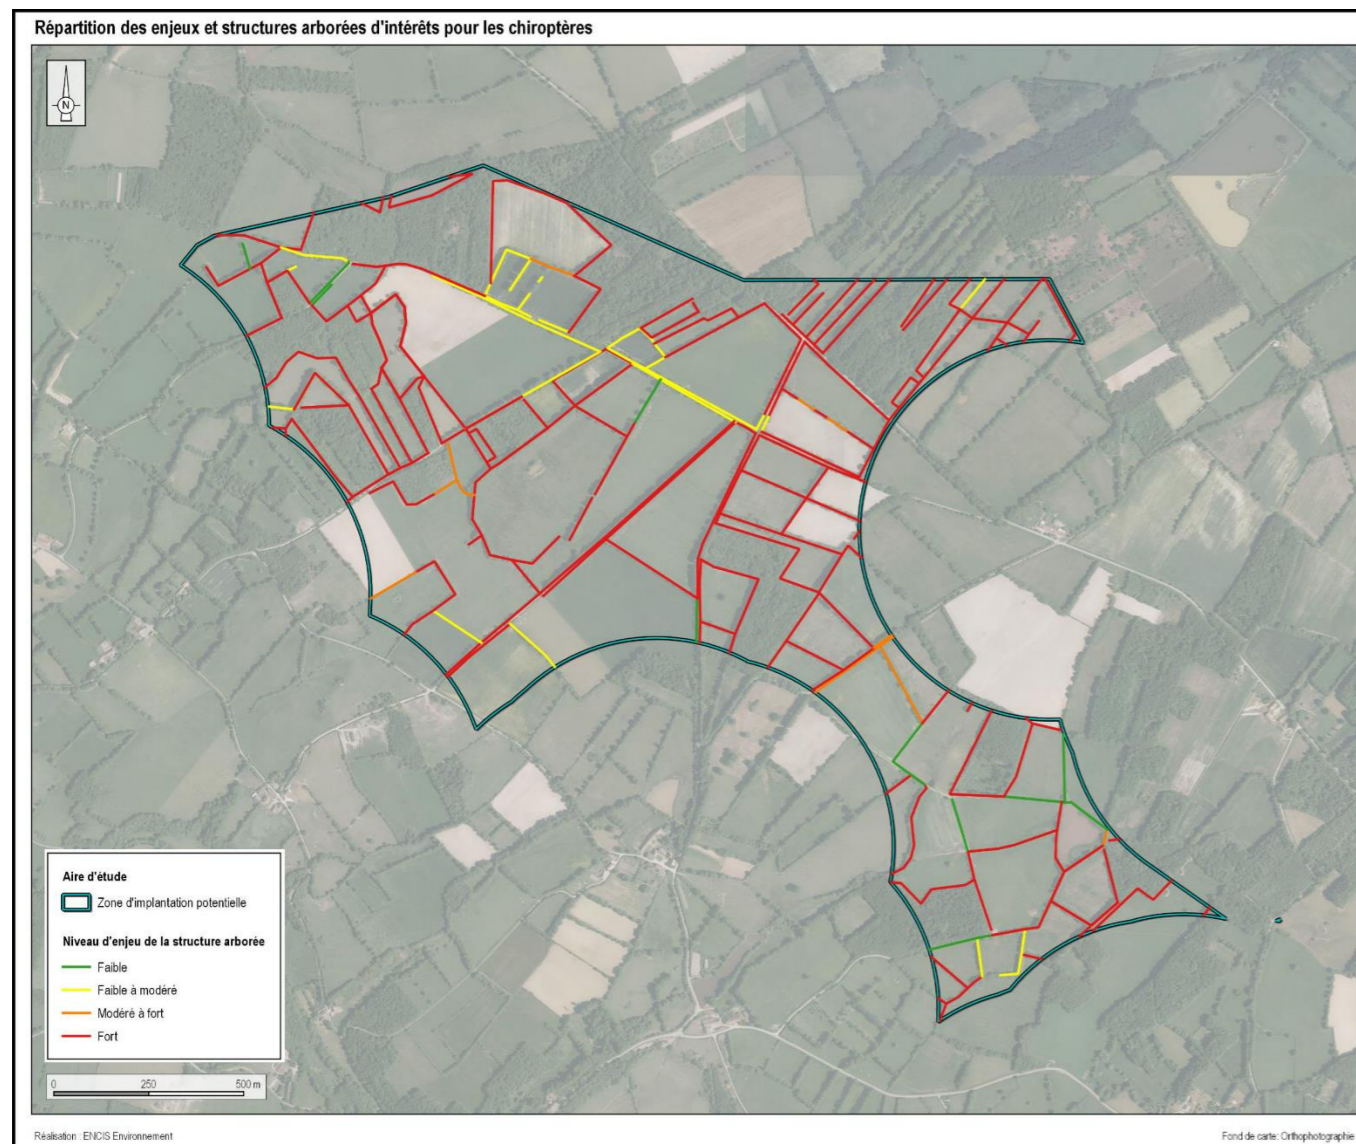 Répartition des enjeux et structures arborées d'intérêts pour les chiroptères
N
Aire d'étude
Zone d'implantation potentielle
Niveau d'enjeu de la structure arborée
Faible
Faible à modéré
Modéré à fort
Fort
0 250 500 m
Réalisation : ENCIS Environnement
Fond de carte: Orthophotographie